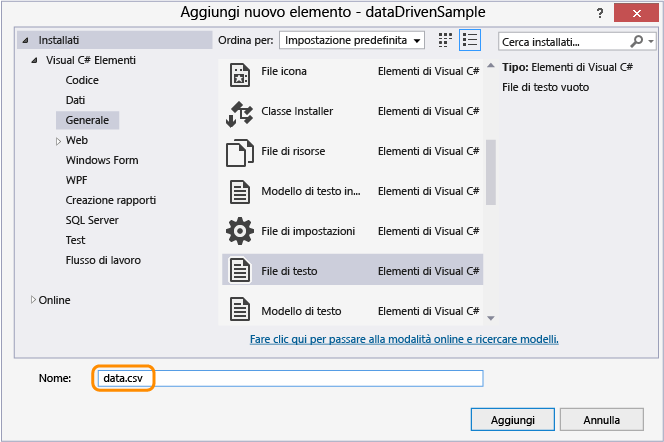 Aggiungi nuovo elemento - dataDrivenSample
?
Installati
Visual C# Elementi
Codice
Dati
Generale
Web
Windows Form
WPF
Creazione rapporti
SQL Server
Test
Flusso di lavoro
Online
Ordina per: Impostazione predefinita
File icona Elementi di Visual C#
Classe Installer Elementi di Visual C#
File di risorse Elementi di Visual C#
Modello di testo in... Elementi di Visual C#
File di impostazioni Elementi di Visual C#
File di testo Elementi di Visual C#
Modello di testo Elementi di Visual C#
Fare clic qui per passare alla modalità online e ricercare modelli.
Cerca installati...
Tipo: Elementi di Visual C#
File di testo vuoto
Nome: data.csv
Aggiungi Annulla